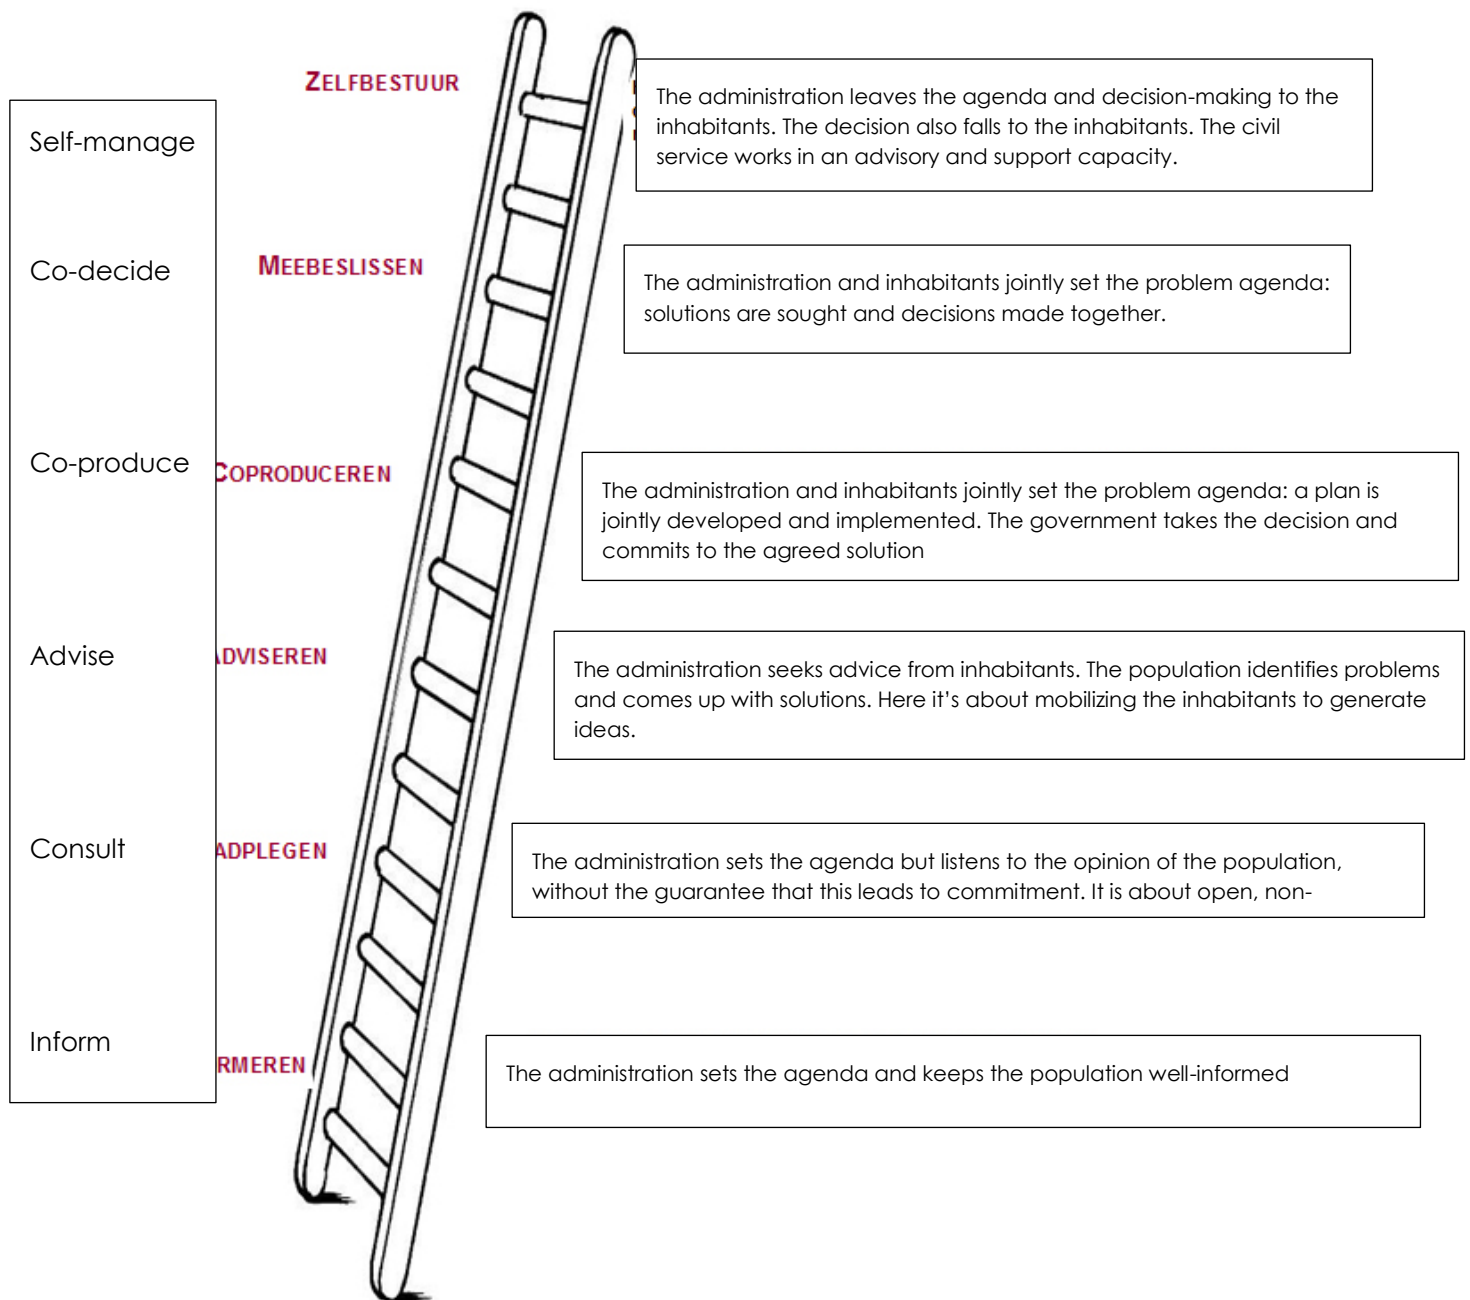 ZELFBESTUUR
The administration leaves the agenda and decision-making to the
inhabitants. The decision also falls to the inhabitants. The civil
service works in an advisory and support capacity.
Self-manage
Co-decide
MEEBESLISSEN
The administration and inhabitants jointly set the problem agenda:
solutions are sought and decisions made together.
Co-produce
COPRODUCEREN
The administration and inhabitants jointly set the problem agenda: a plan is
jointly developed and implemented. The government takes the decision and
commits to the agreed solution
Advise
ADVISEREN
The administration seeks advice from inhabitants. The population identifies problems
and comes up with solutions. Here it's about mobilizing the inhabitants to generate
ideas.
Consult
ADPLEGEN
The administration sets the agenda but listens to the opinion of the population,
without the guarantee that this leads to commitment. It is about open, non-
Inform
RMEREN
The administration sets the agenda and keeps the population well-informed